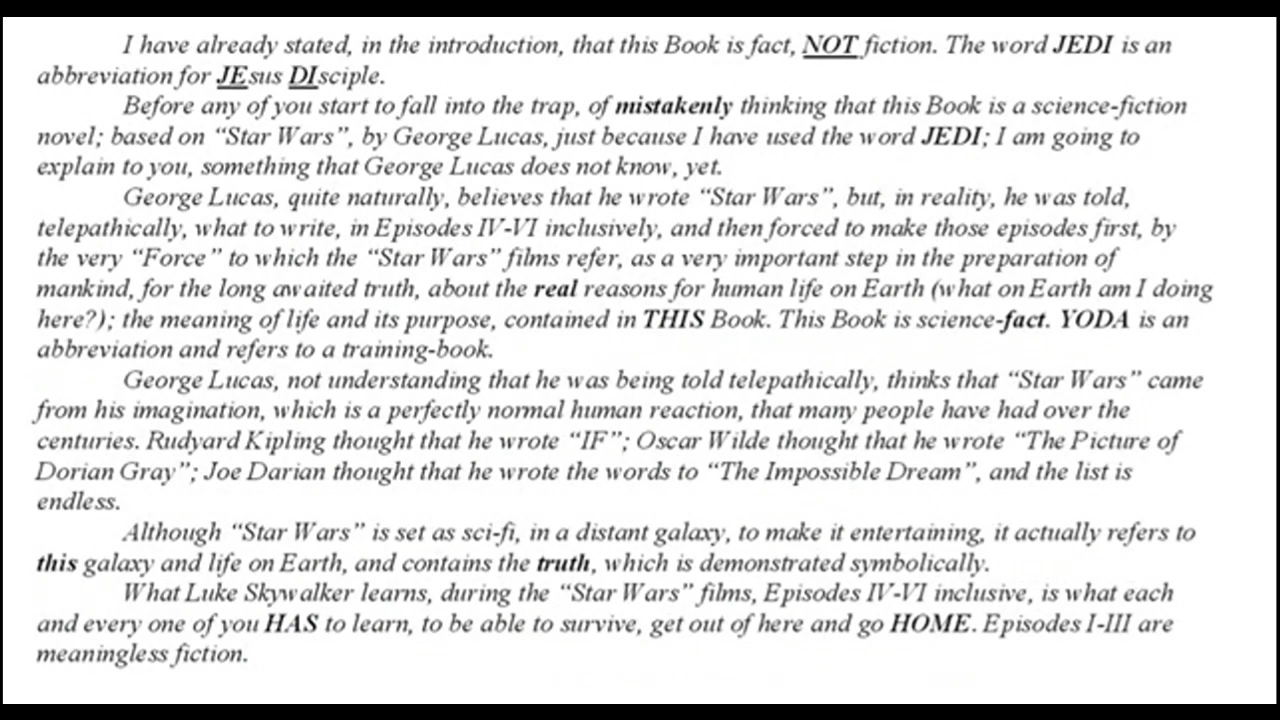 I have already stated, in the introduction, that this Book is fact, NOT fiction. The word JEDI is an
abbreviation for JEsus DIsciple.
Before any of you start to fall into the trap, of mistakenly thinking that this Book is a science-fiction
novel; based on “Star Wars”, by George Lucas, just because I have used the word JEDI; I am going to
explain to you, something that George Lucas does not know, yet.
George Lucas, quite naturally, believes that he wrote “Star Wars”, but, in reality, he was told,
telepathically, what to write, in Episodes IV-VI inclusively, and then forced to make those episodes first, by
the very “Force” to which the “Star Wars” films refer, as a very important step in the preparation of
mankind, for the long awaited truth, about the real reasons for human life on Earth (what on Earth am I doing
here?); the meaning of life and its purpose, contained in THIS Book. This Book is science-fact. YODA is an
abbreviation and refers to a training-book.
George Lucas, not understanding that he was being told telepathically, thinks that “Star Wars” came
from his imagination, which is a perfectly normal human reaction, that many people have had over the
centuries. Rudyard Kipling thought that he wrote “IF”; Oscar Wilde thought that he wrote “The Picture of
Dorian Gray”; Joe Darian thought that he wrote the words to “The Impossible Dream”, and the list is
endless.
Although “Star Wars” is set as sci-fi, in a distant galaxy, to make it entertaining, it actually refers to
this galaxy and life on Earth, and contains the truth, which is demonstrated symbolically.
What Luke Skywalker learns, during the “Star Wars” films, Episodes IV-VI inclusive, is what each
and every one of you HAS to learn, to be able to survive, get out of here and go HOME. Episodes I-III are
meaningless fiction.